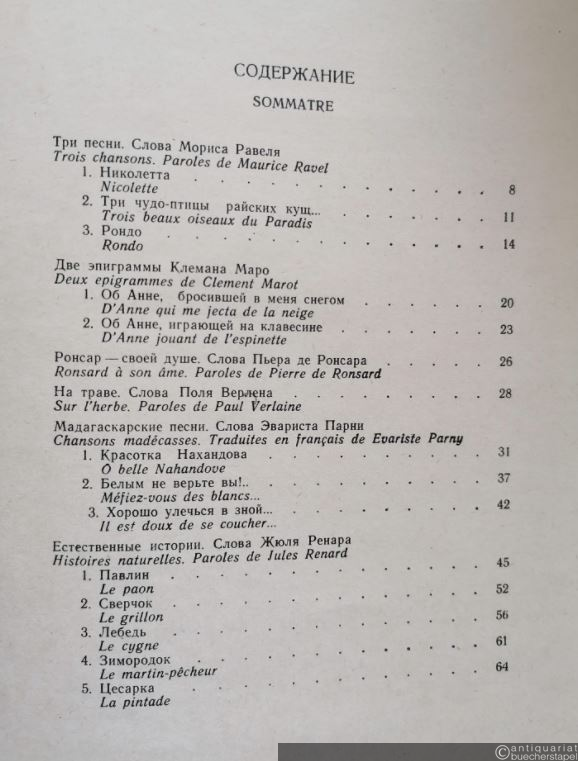 СОДЕРЖАНИЕ
SOMMATRE
Три песни. Слова Мориса Равеля
Trois chansons. Paroles de Maurice Ravel
1. Николетта . . . . . . . . . . 8
Nicolette
2. Три чудо-птицы райских кущ... . . . . . . 11
Trois beaux oiseaux du Paradis
3. Рондо . . . . . . . . . . . 14
Rondo
Две эпиграммы Клемана Маро
Deux epigrammes de Clement Marot
1. Об Анне, бросившей в меня снегом . . . . . 20
D'Anne qui me jecta de la neige
2. Об Анне, играющей на клавесине . . . . . . 23
D'Anne jouant de l'espinette
Ронсар — своей душе. Слова Пьера де Ронсара . . . . 26
Ronsard à son âme. Paroles de Pierre de Ronsard
На траве. Слова Поля Верлена . . . . . . . 28
Sur l'herbe. Paroles de Paul Verlaine
Мадагаскарские песни. Слова Эвариста Парни
Chansons madécasses. Traduites en français de Evariste Parny
1. Красотка Нахандова . . . . . . . . 31
O belle Nahandove
2. Белым не верьте вы!.. . . . . . . . . 37
Méfiez-vous des blancs...
3. Хорошо улечься в зной... . . . . . . . 42
Il est doux de se coucher...
Естественные истории. Слова Жюля Ренара
Histoires naturelles. Paroles de Jules Renard
1. Павлин . . . . . . . . . . 45
Le paon
2. Сверчок . . . . . . . . . . 52
Le grillon
3. Лебедь . . . . . . . . . . 56
Le cygne
4. Зимородок . . . . . . . . . . 61
Le martin-pêcheur
5. Цесарка . . . . . . . . . . 64
La pintade
©antiquariat
buecherstapel